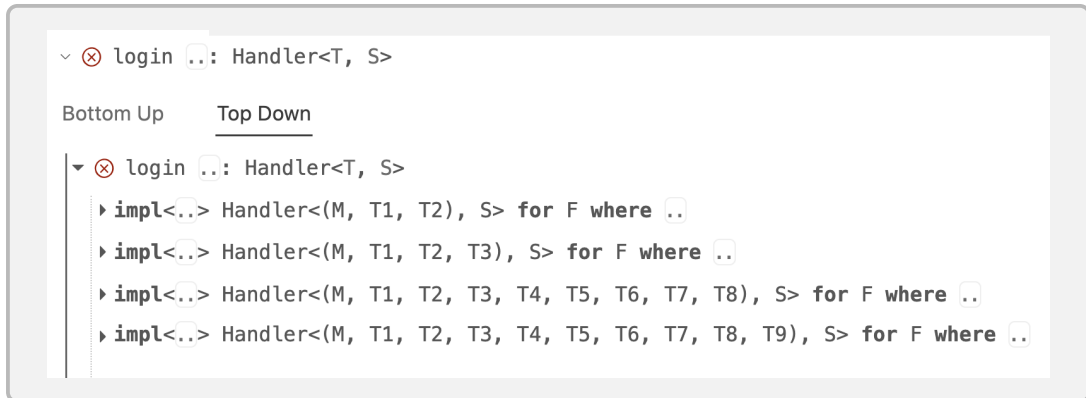 login ..: Handler<T, S>
Bottom Up Top Down
login ..: Handler<T, S>
impl<..> Handler<(M, T1, T2), S> for F where ..
impl<..> Handler<(M, T1, T2, T3), S> for F where ..
impl<..> Handler<(M, T1, T2, T3, T4, T5, T6, T7, T8), S> for F where ..
impl<..> Handler<(M, T1, T2, T3, T4, T5, T6, T7, T8, T9), S> for F where ..